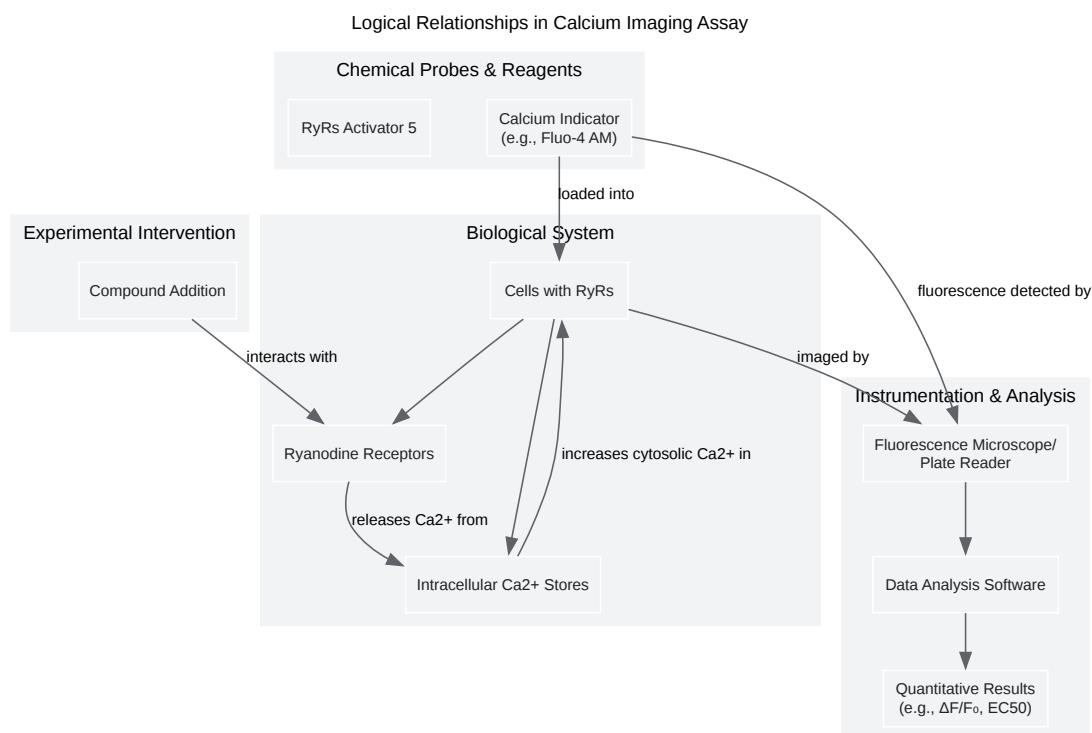 Logical Relationships in Calcium Imaging Assay
Chemical Probes & Reagents
RyRs Activator 5
Calcium Indicator
(e.g., Fluo-4 AM)
loaded into
Experimental Intervention
Biological System
Compound Addition
Cells with RyRs
fluorescence detected by
interacts with
imaged by
Instrumentation & Analysis
Ryanodine Receptors
increases cytosolic Ca2+ in
Fluorescence Microscope/
Plate Reader
releases Ca2+ from
Intracellular Ca2+ Stores
Data Analysis Software
Quantitative Results
(e.g., ΔF/F₀, EC50)